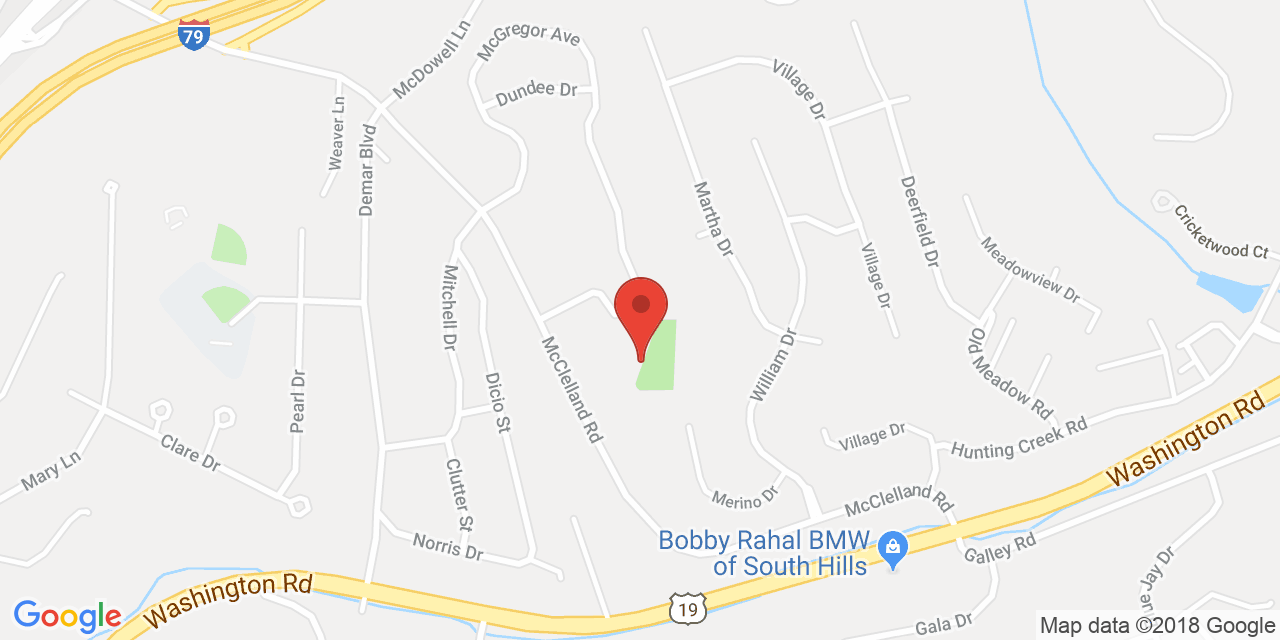 79
McDowell Ln
McGregor Ave
Dundee Dr
Village Dr
Weaver Ln
Demar Blvd
Martha Dr
Deerfield Dr
Cricketwood Ct
Meadowview Dr
Village Dr
Mitchell Dr
McClelland Rd
William Dr
Old Meadow Rd
Pearl Dr
Dicio St
Mary Ln
Clare Dr
Village Dr
Hunting Creek Rd
Washington Rd
Clutter St
Merino Dr
McClelland Rd
Norris Dr
Bobby Rahal BMW
of South Hills
Galley Rd
Washington Rd
19
June Jay Dr
Gala Dr
Google
Map data ©2018 Google